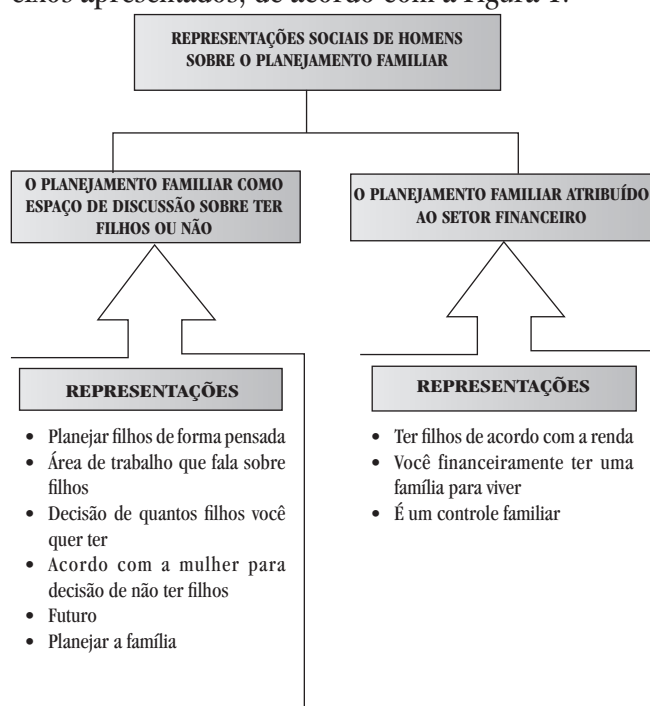 eixos apresentados, de acordo com a Figura 1.
REPRESENTAÇÕES SOCIAIS DE HOMENS
SOBRE O PLANEJAMENTO FAMILIAR
O PLANEJAMENTO FAMILIAR COMO
ESPAÇO DE DISCUSSÃO SOBRE TER
FILHOS OU NÃO
REPRESENTAÇÕES
• Planejar filhos de forma pensada
• Área de trabalho que fala sobre
filhos
• Decisão de quantos filhos você
quer ter
• Acordo com a mulher para
decisão de não ter filhos
• Futuro
• Planejar a família
O PLANEJAMENTO FAMILIAR ATRIBUÍDO
AO SETOR FINANCEIRO
REPRESENTAÇÕES
• Ter filhos de acordo com a renda
• Você financeiramente ter uma
família para viver
• É um controle familiar